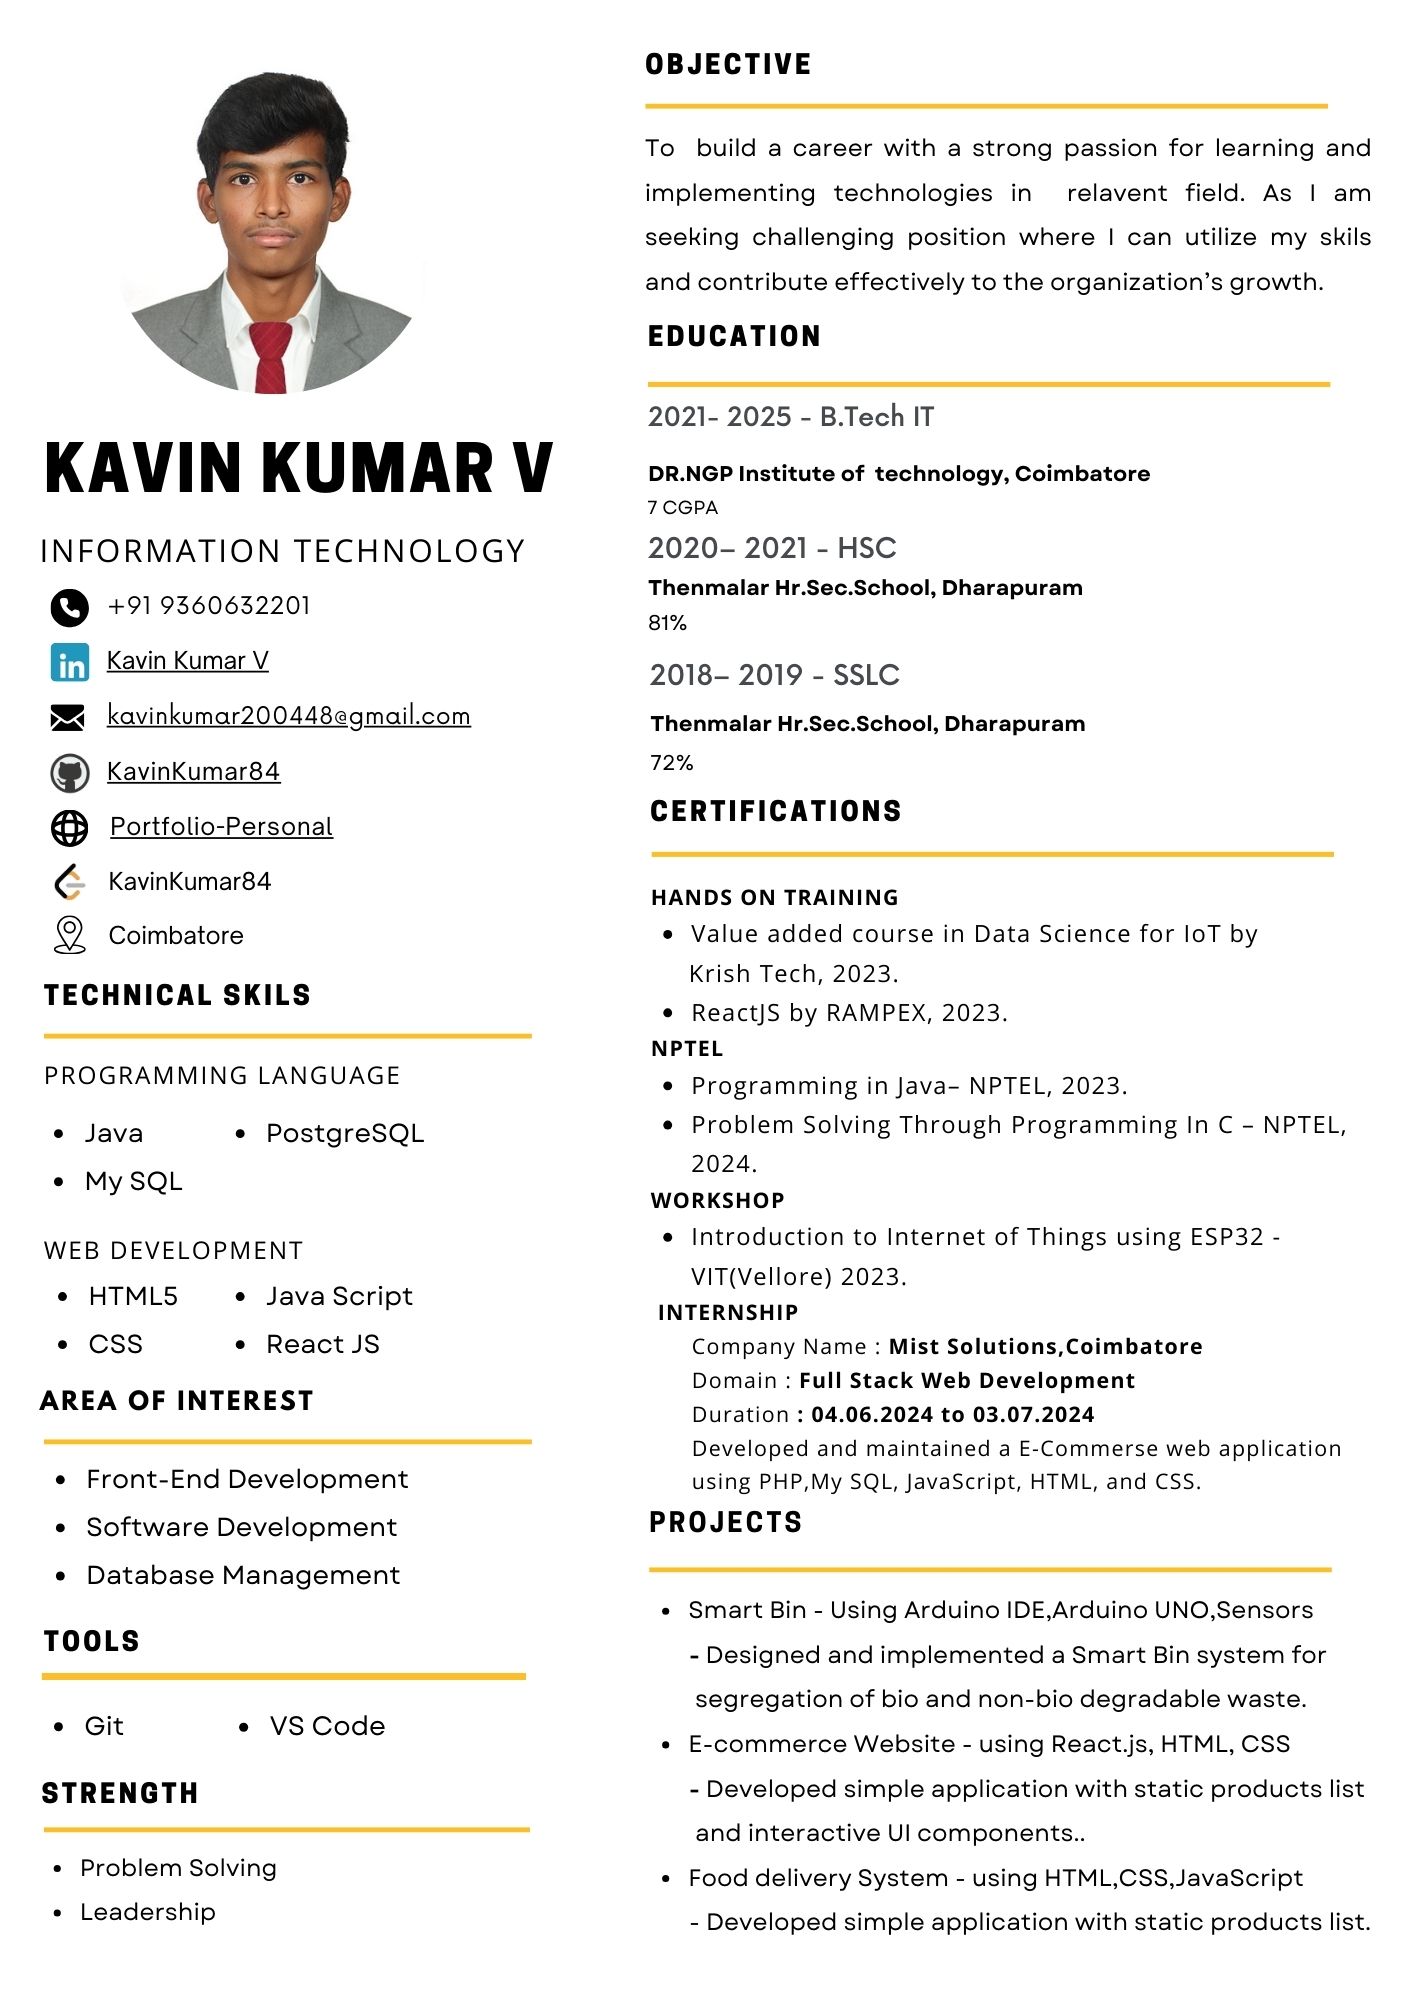 KAVIN KUMAR V
INFORMATION TECHNOLOGY
+91 9360632201
in Kavin Kumar V
kavinkumar200448@gmail.com
KavinKumar84
Portfolio-Personal
KavinKumar84
Coimbatore
TECHNICAL SKILS
PROGRAMMING LANGUAGE
• Java • PostgreSQL
• My SQL
WEB DEVELOPMENT
• HTML5 • Java Script
• CSS • React JS
AREA OF INTEREST
• Front-End Development
• Software Development
• Database Management
TOOLS
• Git • VS Code
STRENGTH
• Problem Solving
• Leadership
OBJECTIVE
To build a career with a strong passion for learning and
implementing technologies in relavent field. As I am
seeking challenging position where I can utilize my skils
and contribute effectively to the organization’s growth.
EDUCATION
2021- 2025 - B.Tech IT
DR.NGP Institute of technology, Coimbatore
7 CGPA
2020– 2021 - HSC
Thenmalar Hr.Sec.School, Dharapuram
81%
2018– 2019 - SSLC
Thenmalar Hr.Sec.School, Dharapuram
72%
CERTIFICATIONS
HANDS ON TRAINING
• Value added course in Data Science for IoT by
Krish Tech, 2023.
• ReactJS by RAMPEX, 2023.
NPTEL
• Programming in Java– NPTEL, 2023.
• Problem Solving Through Programming In C – NPTEL,
2024.
WORKSHOP
• Introduction to Internet of Things using ESP32 -
VIT(Vellore) 2023.
INTERNSHIP
Company Name : Mist Solutions,Coimbatore
Domain : Full Stack Web Development
Duration : 04.06.2024 to 03.07.2024
Developed and maintained a E-Commerse web application
using PHP,My SQL, JavaScript, HTML, and CSS.
PROJECTS
• Smart Bin - Using Arduino IDE,Arduino UNO,Sensors
- Designed and implemented a Smart Bin system for
segregation of bio and non-bio degradable waste.
• E-commerce Website - using React.js, HTML, CSS
- Developed simple application with static products list
and interactive UI components..
• Food delivery System - using HTML,CSS,JavaScript
- Developed simple application with static products list.